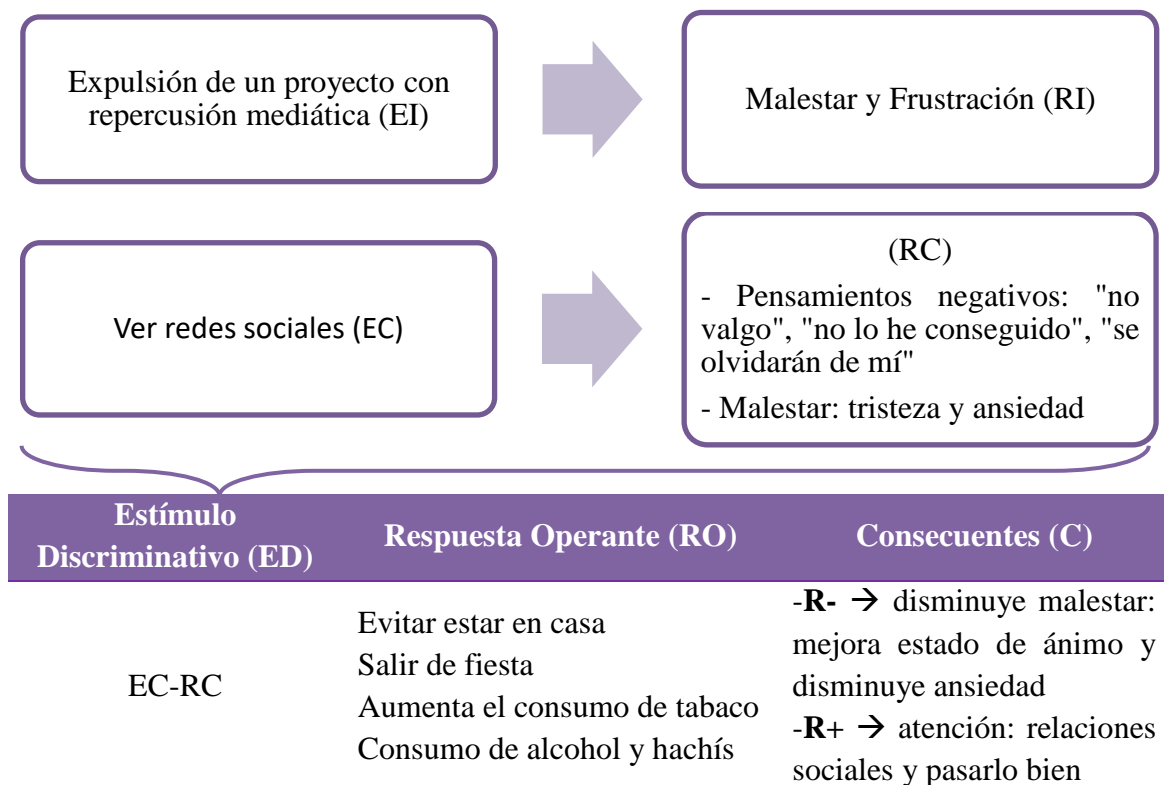 Expulsión de un proyecto con
repercusión mediática (EI)
Malestar y Frustración (RI)
Ver redes sociales (EC)
(RC)
- Pensamientos negativos: "no
valgo", "no lo he conseguido", "se
olvidarán de mí"
- Malestar: tristeza y ansiedad
Estímulo
Discriminativo (ED)
Respuesta Operante (RO)
Consecuentes (C)
EC-RC
Evitar estar en casa
Salir de fiesta
Aumenta el consumo de tabaco
Consumo de alcohol y hachís
-R- → disminuye malestar:
mejora estado de ánimo y
disminuye ansiedad
-R+ → atención: relaciones
sociales y pasarlo bien